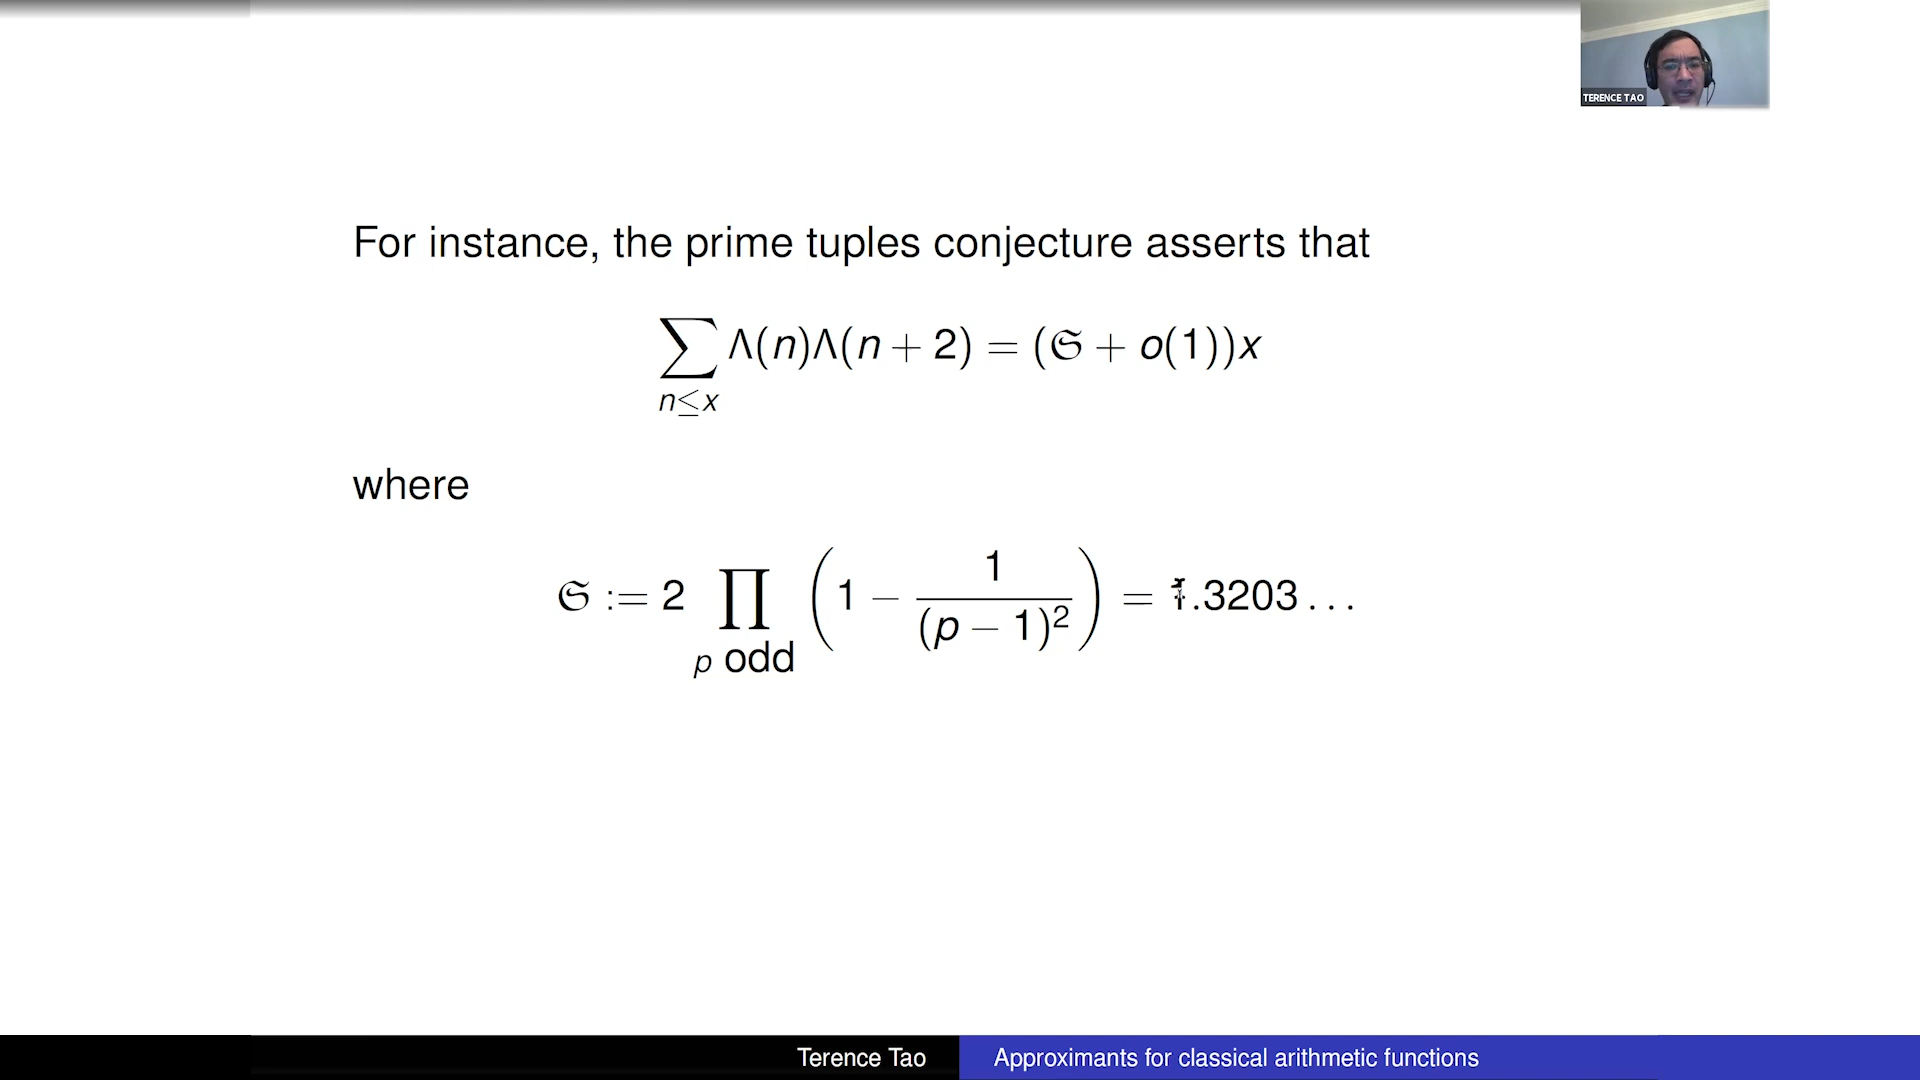 TERENCE TAO
For instance, the prime tuples conjecture asserts that
∑ Λ(n)Λ(n + 2) = (𝔖 + o(1))x
n≤x
where
𝔖 := 2 ∏ (1 − 1/(p − 1)²) = 1.3203...
p odd
Terence Tao Approximants for classical arithmetic functions